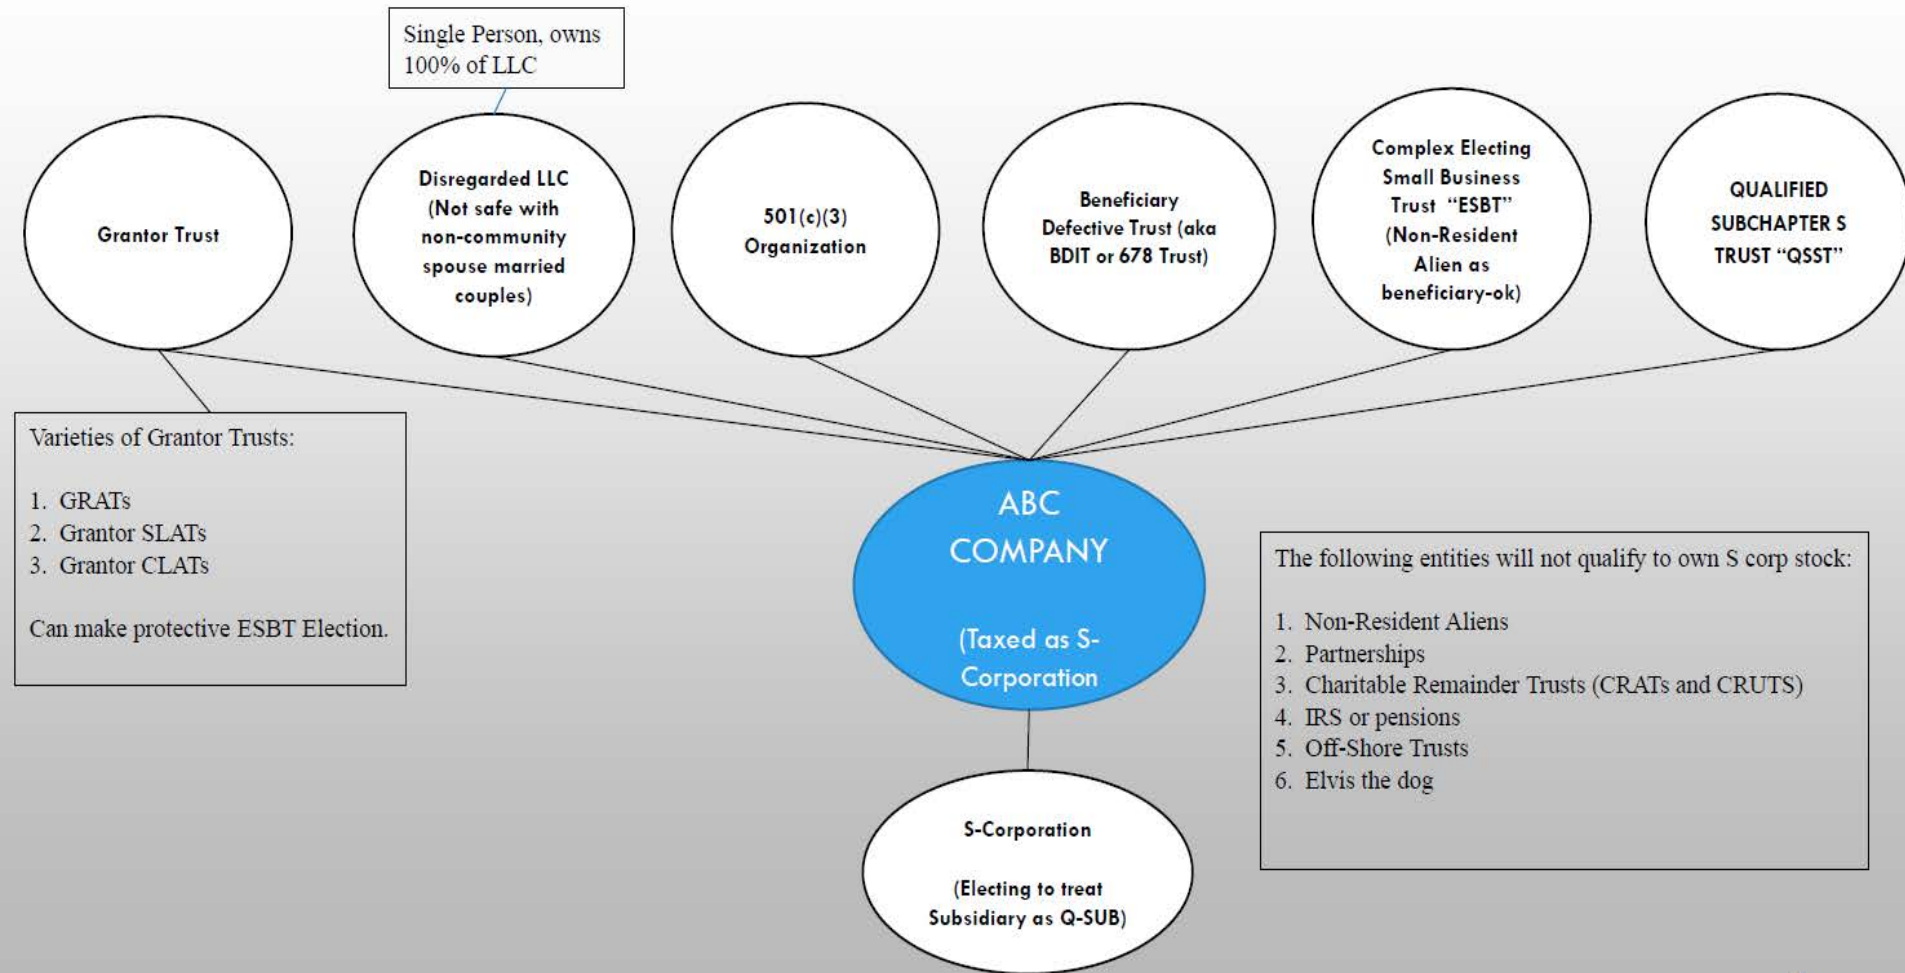 Single Person, owns
100% of LLC
Grantor Trust
Disregarded LLC
(Not safe with
non-community
spouse married
couples)
501(c)(3)
Organization
Beneficiary
Defective Trust (aka
BDIT or 678 Trust)
Complex Electing
Small Business
Trust “ESBT”
(Non-Resident
Alien as
beneficiary-ok)
QUALIFIED
SUBCHAPTER S
TRUST “QSST”
Varieties of Grantor Trusts:
1. GRATs
2. Grantor SLATs
3. Grantor CLATs
Can make protective ESBT Election.
ABC
COMPANY
(Taxed as S-
Corporation
The following entities will not qualify to own S corp stock:
1. Non-Resident Aliens
2. Partnerships
3. Charitable Remainder Trusts (CRATs and CRUTS)
4. IRS or pensions
5. Off-Shore Trusts
6. Elvis the dog
S-Corporation
(Electing to treat
Subsidiary as Q-SUB)